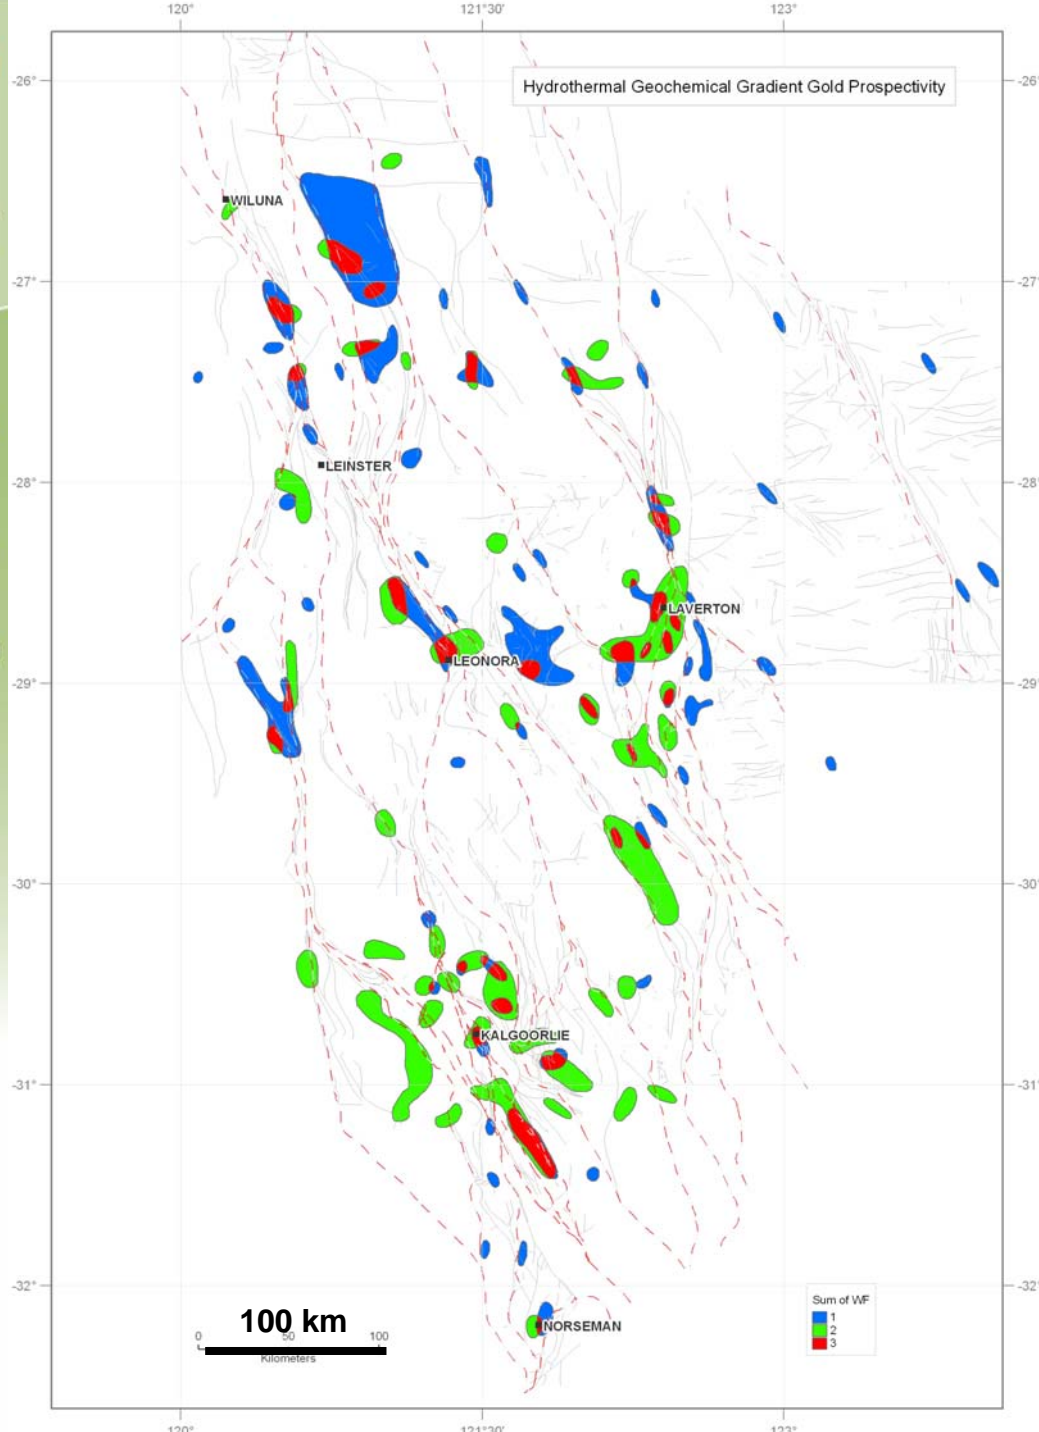 120° 121°30' 123°
-26° -26°
Hydrothermal Geochemical Gradient Gold Prospectivity
WILUNA
-27° -27°
LEINSTER
-28° -28°
LAVERTON
LEONORA
-29° -29°
-30° -30°
KALGOORLIE
-31° -31°
-32° -32°
Sum of WF
1
2
3
100 km
0 50 100
Kilometers
NORSEMAN
120° 121°30' 123°